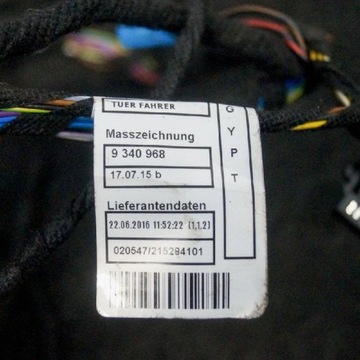 TUER FAHRER
Masszeichnung
9 340 968
17.07.15 b
Lieferantendaten
22.06.2016 11:52:22 [1,1,2]
020547/215284101
G
Y
P
T